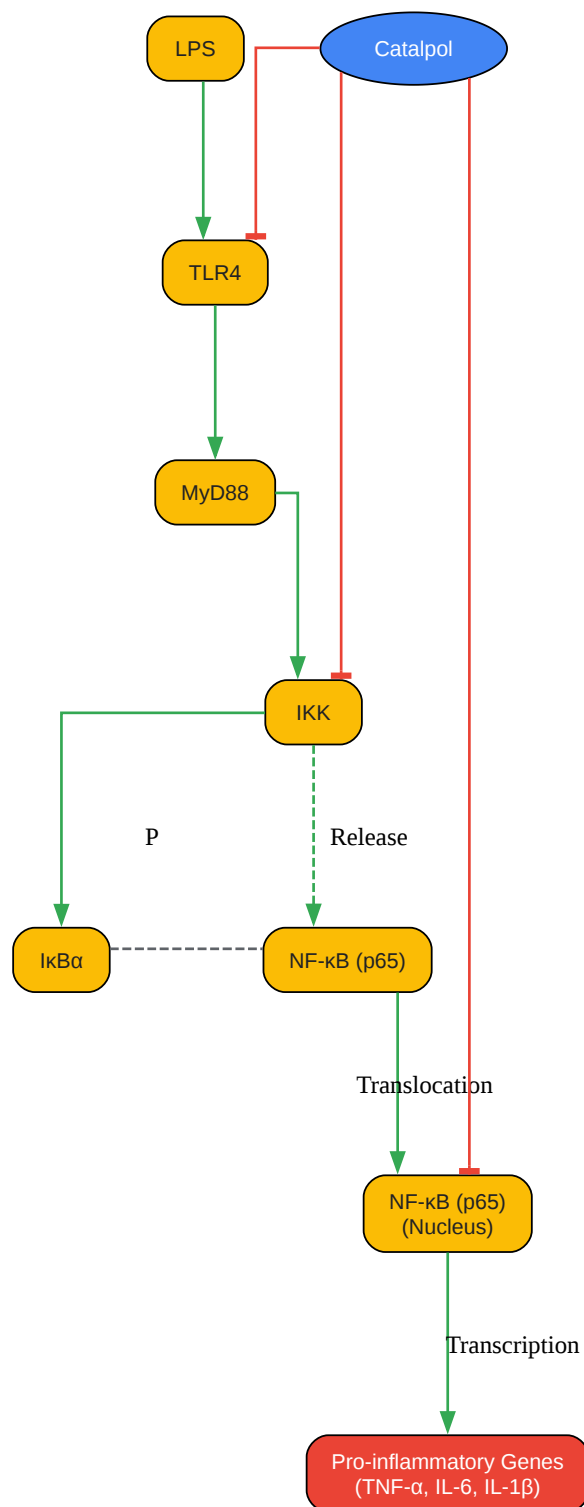 LPS
Catalpol
TLR4
MyD88
IKK
P
Release
IκBα
NF-κB (p65)
Translocation
NF-κB (p65)
(Nucleus)
Transcription
Pro-inflammatory Genes
(TNF-α, IL-6, IL-1β)